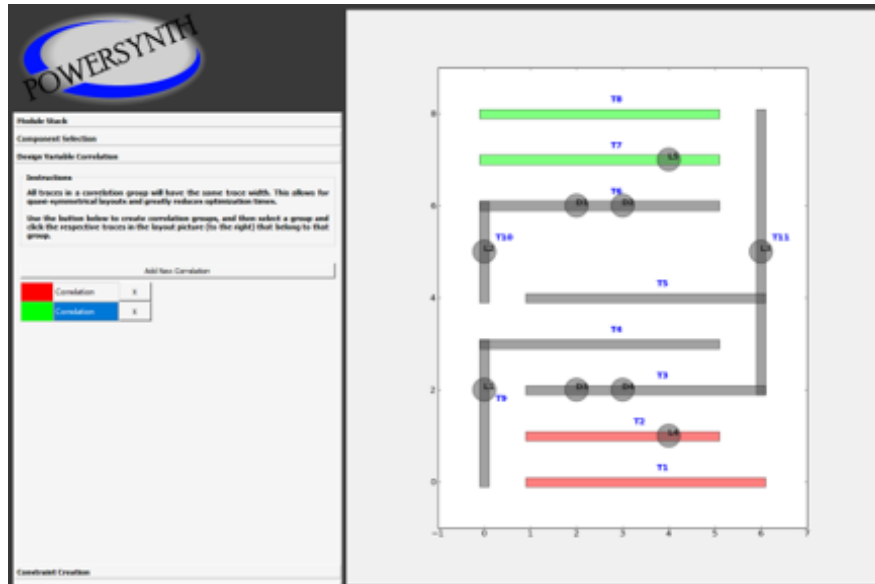 POWERSYNTH
Module Stack
Component Selection
Design Variable Correlation
Instructions
All traces in a correlation group will have the same trace width. This allows for
quasi-symmetrical layouts and greatly reduces optimization times.
Use the button below to create correlation groups, and then select a group and
click the respective traces in the layout picture (to the right) that belong to that
group.
Add New Correlation
Correlation X
Correlation X
Constraint Creation
8
T8
T7
L5
6
T6
D1 D2
L2
T10
L3
T11
4
T5
T4
2
T3
L1
D3 D4
T9
T2
L4
0
T1
-1 0 1 2 3 4 5 6 7